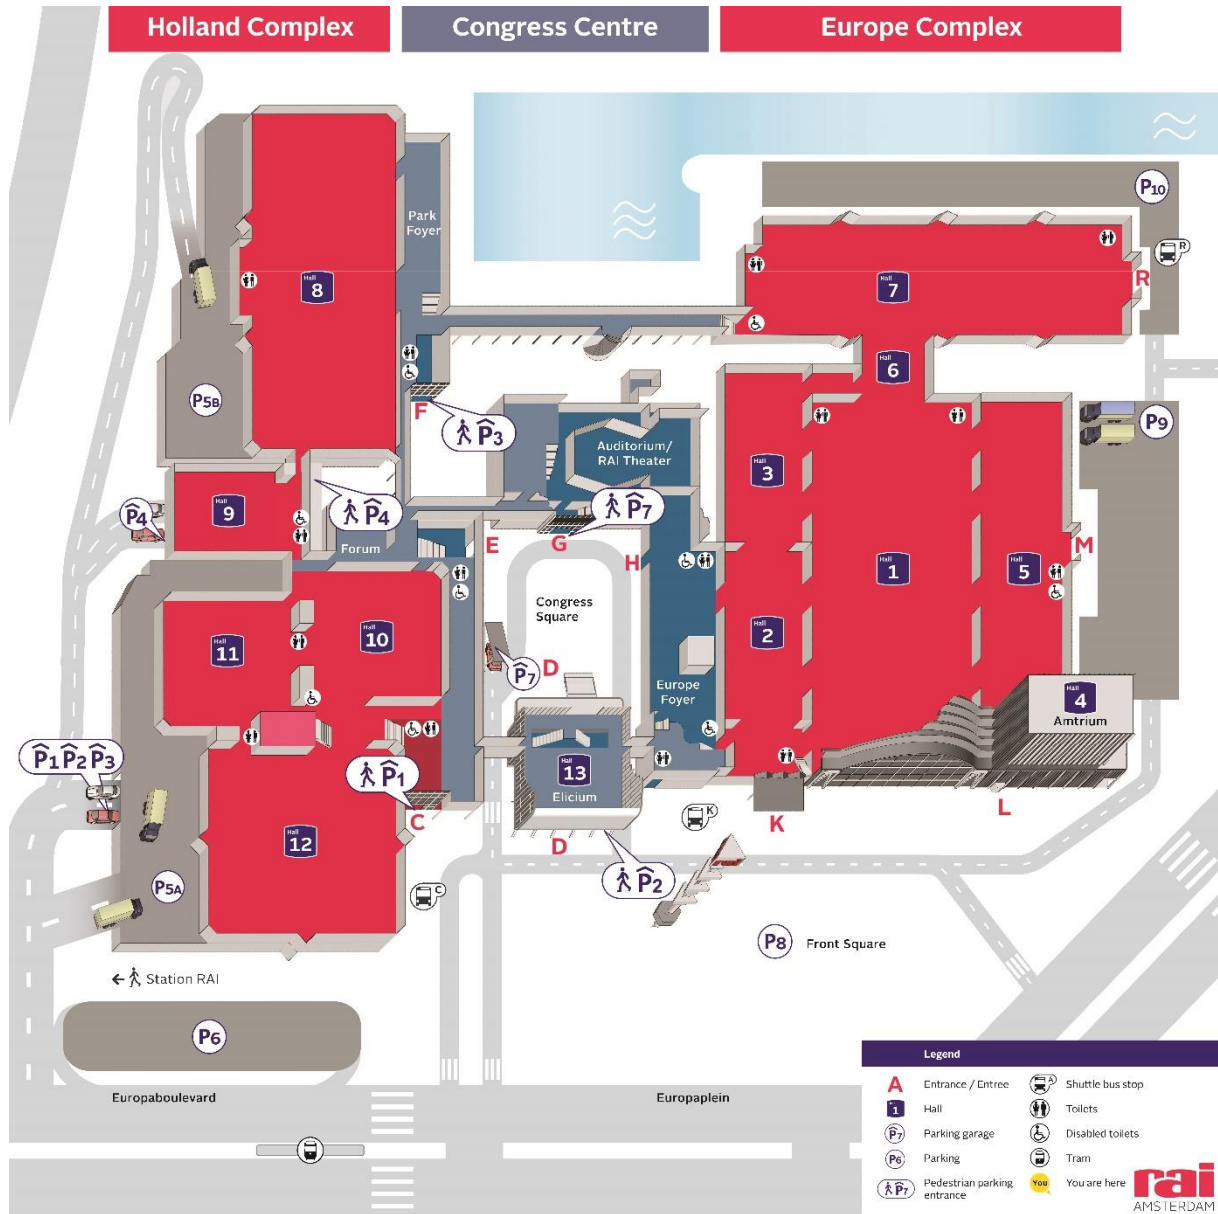 Holland Complex
Congress Centre
Europe Complex
P10
R
Park
Foyer
Hall
8
Hall
7
R
Hall
6
P5B
F
P3
P9
Auditorium/
RAI Theater
Hall
3
Hall
9
P4
P4
P7
Forum
E
G
H
M
Hall
1
Hall
5
Congress
Square
Hall
10
Hall
11
Hall
2
D
P7
Europe
Foyer
Hall
4
Amtrium
P1 P2 P3
P1
Hall
13
Elicium
C
K
K
L
Hall
12
D
P2
P5A
C
P8
Front Square
Station RAI
P6
Legend
A
Entrance / Entree
A
Shuttle bus stop
1
Hall
Toilets
P7
Parking garage
Disabled toilets
P6
Parking
Tram
P7
Pedestrian parking
entrance
You
You are here
Europaboulevard
Europaplein
rai
AMSTERDAM